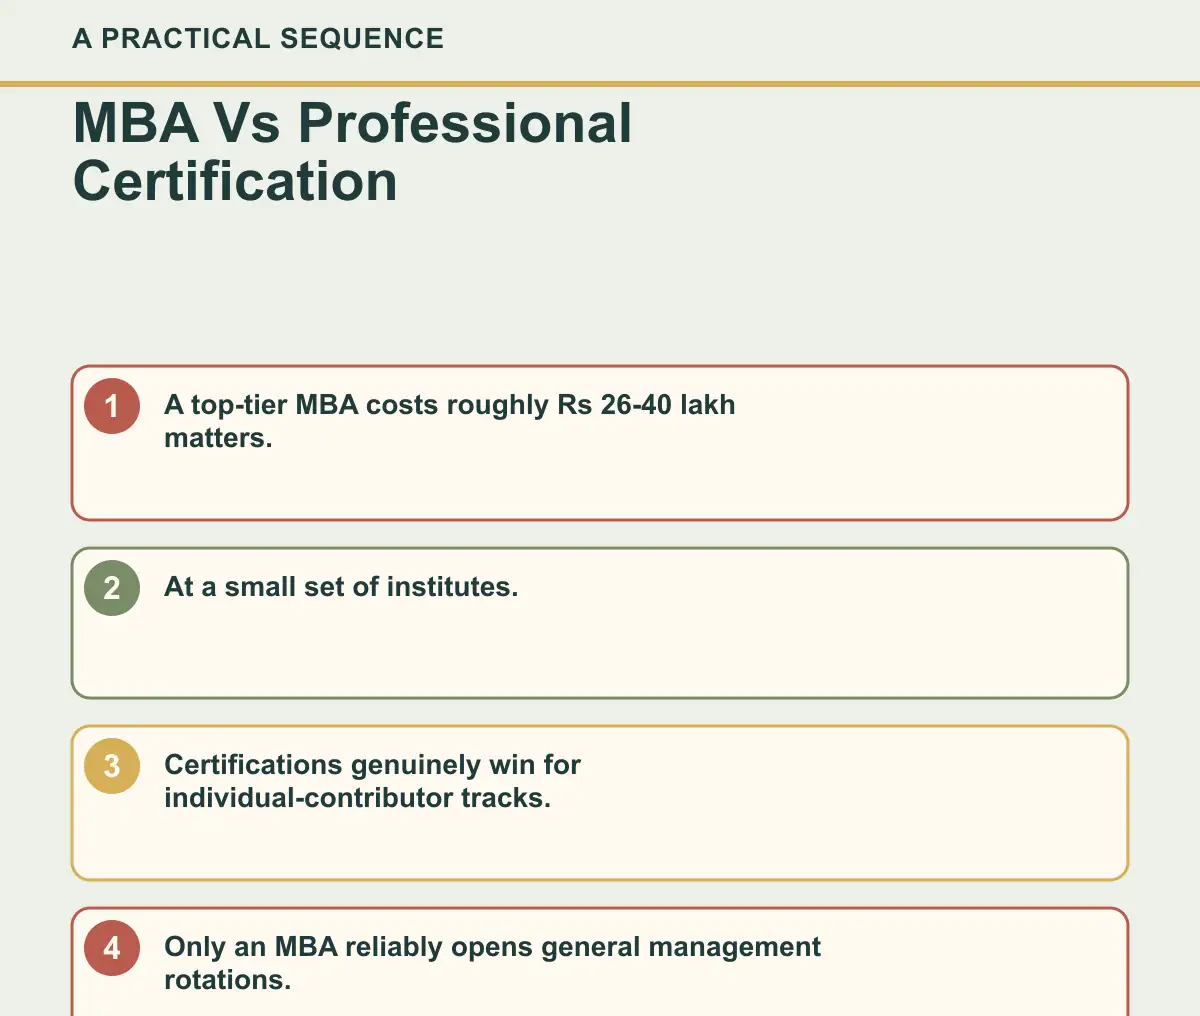 A PRACTICAL SEQUENCE
MBA Vs Professional
Certification
1
A top-tier MBA costs roughly Rs 26-40 lakh
matters.
2
At a small set of institutes.
3
Certifications genuinely win for
individual-contributor tracks.
4
Only an MBA reliably opens general management
rotations.